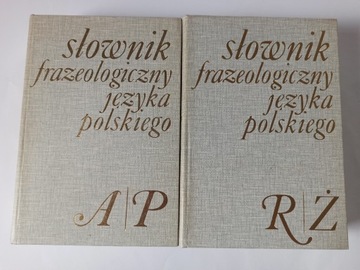 słownik
frazeologiczny
języka
polskiego
A|P
słownik
frazeologiczny
języka
polskiego
R|Ż